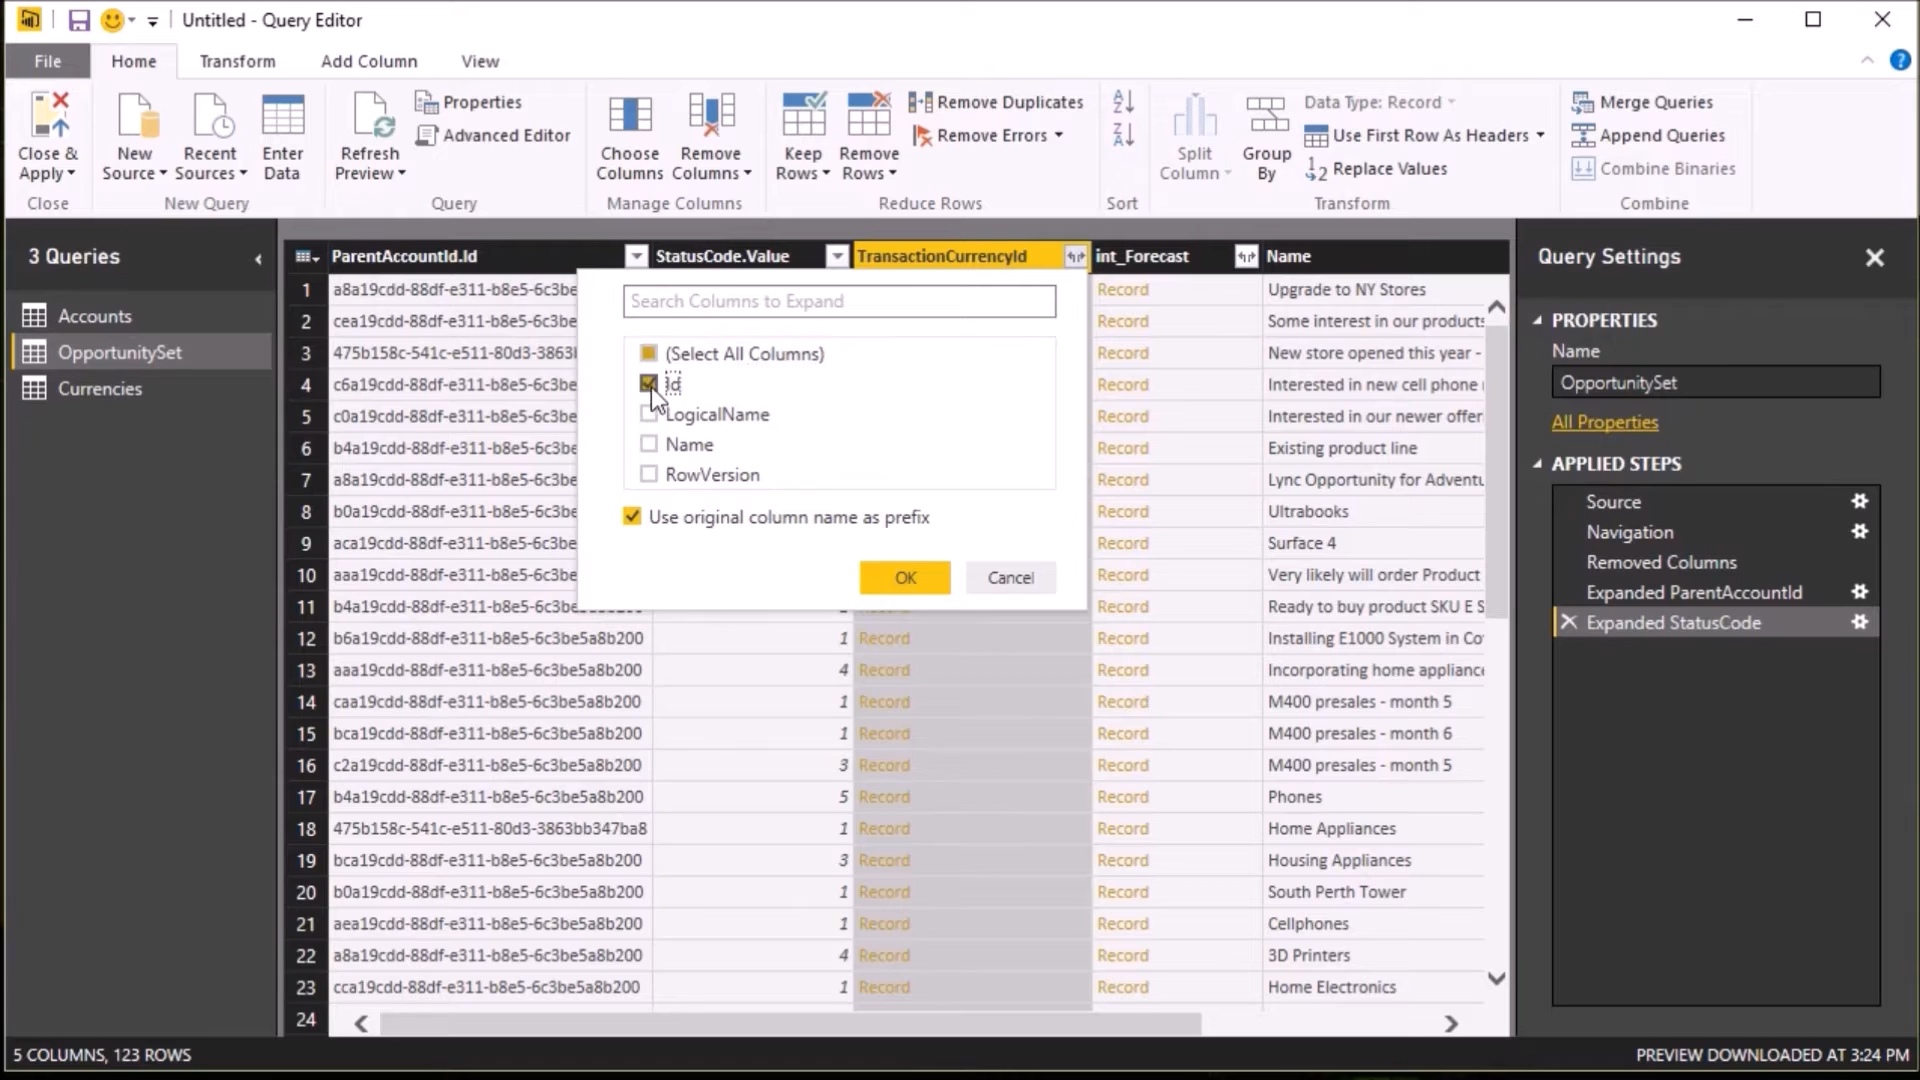 Untitled - Query Editor
File
Home
Transform
Add Column
View
Close & Apply
New Source
Recent Sources
Enter Data
Refresh Preview
Properties
Advanced Editor
Choose Columns
Remove Columns
Keep Rows
Remove Rows
Remove Duplicates
Remove Errors
Split Column
Group By
Data Type: Record
Use First Row As Headers
Replace Values
Merge Queries
Append Queries
Combine Binaries
Close
New Query
Query
Manage Columns
Reduce Rows
Sort
Transform
Combine
3 Queries
Accounts
OpportunitySet
Currencies
ParentAccountId.Id
StatusCode.Value
TransactionCurrencyId
int_Forecast
Name
1 a8a19cdd-88df-e311-b8e5-6c3be Record Upgrade to NY Stores
2 cea19cdd-88df-e311-b8e5-6c3be Record Some interest in our products
3 475b158c-541c-e511-80d3-3863 Record New store opened this year -
4 c6a19cdd-88df-e311-b8e5-6c3be Record Interested in new cell phone
5 c0a19cdd-88df-e311-b8e5-6c3be Record Interested in our newer offer
6 b4a19cdd-88df-e311-b8e5-6c3be Record Existing product line
7 a8a19cdd-88df-e311-b8e5-6c3be Record Lync Opportunity for Adventu
8 b0a19cdd-88df-e311-b8e5-6c3be Record Ultrabooks
9 aca19cdd-88df-e311-b8e5-6c3be Record Surface 4
10 aaa19cdd-88df-e311-b8e5-6c3be Record Very likely will order Product
11 b4a19cdd-88df-e311-b8e5-6c3be Record Ready to buy product SKU E S
12 b6a19cdd-88df-e311-b8e5-6c3be5a8b200 1 Record Record Installing E1000 System in Co
13 aaa19cdd-88df-e311-b8e5-6c3be5a8b200 4 Record Record Incorporating home appliance
14 caa19cdd-88df-e311-b8e5-6c3be5a8b200 1 Record Record M400 presales - month 5
15 bca19cdd-88df-e311-b8e5-6c3be5a8b200 1 Record Record M400 presales - month 6
16 c2a19cdd-88df-e311-b8e5-6c3be5a8b200 3 Record Record M400 presales - month 5
17 b4a19cdd-88df-e311-b8e5-6c3be5a8b200 5 Record Record Phones
18 475b158c-541c-e511-80d3-3863bb347ba8 1 Record Record Home Appliances
19 bca19cdd-88df-e311-b8e5-6c3be5a8b200 3 Record Record Housing Appliances
20 b0a19cdd-88df-e311-b8e5-6c3be5a8b200 1 Record Record South Perth Tower
21 aea19cdd-88df-e311-b8e5-6c3be5a8b200 1 Record Record Cellphones
22 a8a19cdd-88df-e311-b8e5-6c3be5a8b200 4 Record Record 3D Printers
23 cca19cdd-88df-e311-b8e5-6c3be5a8b200 1 Record Record Home Electronics
24
Search Columns to Expand
(Select All Columns)
Id
LogicalName
Name
RowVersion
Use original column name as prefix
OK
Cancel
Query Settings
PROPERTIES
Name
OpportunitySet
All Properties
APPLIED STEPS
Source
Navigation
Removed Columns
Expanded ParentAccountId
Expanded StatusCode
5 COLUMNS, 123 ROWS
PREVIEW DOWNLOADED AT 3:24 PM